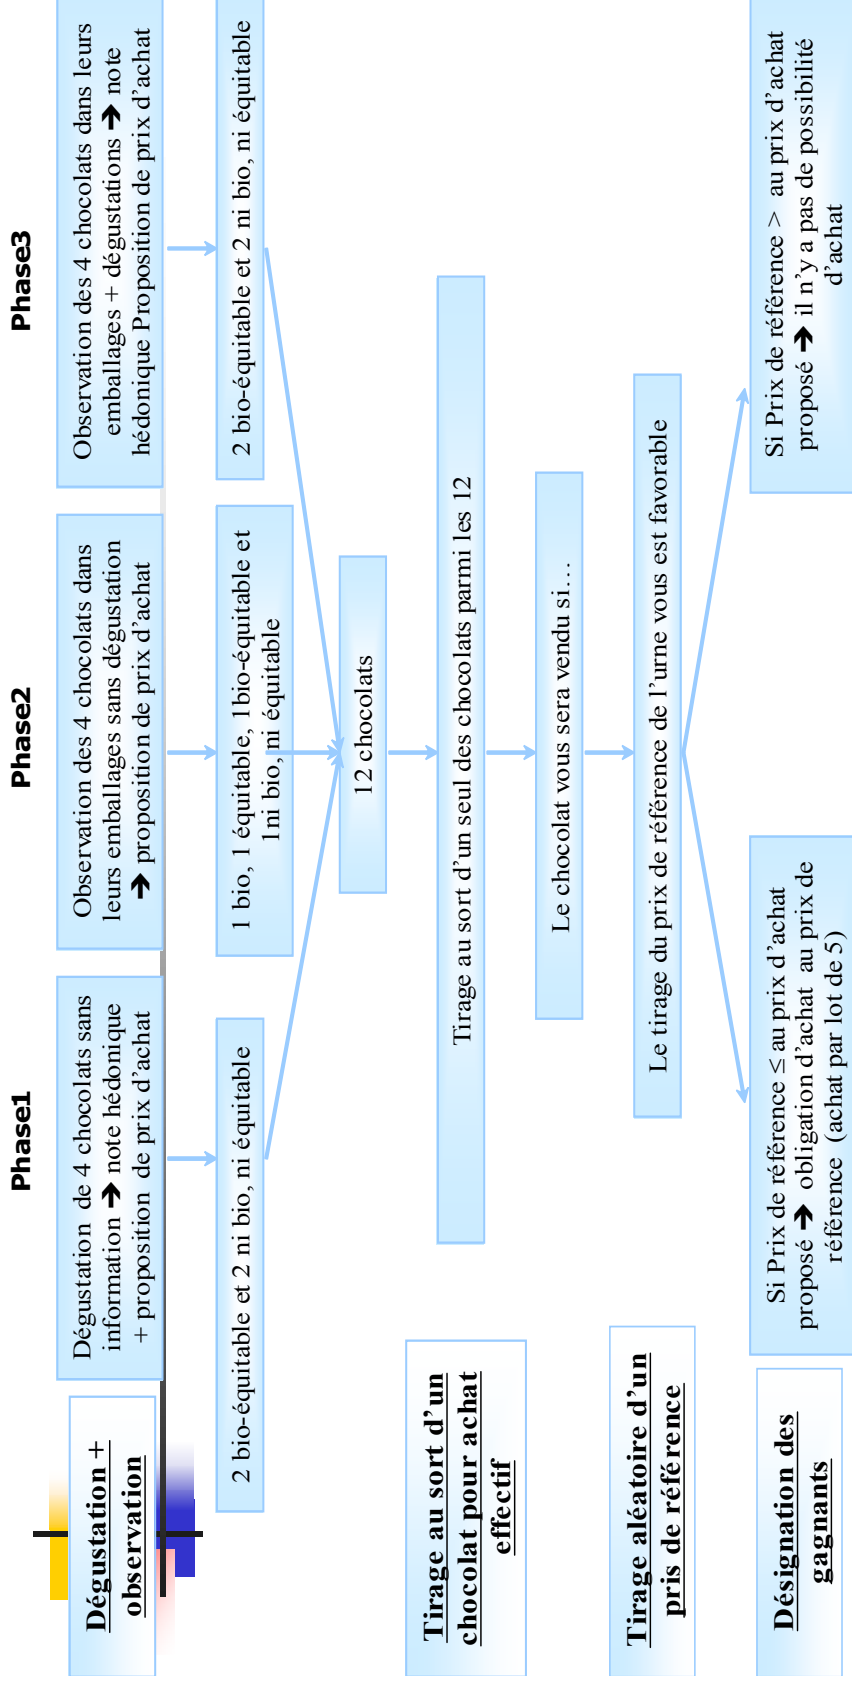 Phase1
Phase2
Phase3
Dégustation +
observation
Dégustation de 4 chocolats sans
information ➔ note hédonique
+ proposition de prix d’achat
Observation des 4 chocolats dans
leurs emballages sans dégustation
➔ proposition de prix d’achat
Observation des 4 chocolats dans leurs
emballages + dégustations ➔ note
hédonique Proposition de prix d’achat
2 bio-équitable et 2 ni bio, ni équitable
1 bio, 1 équitable, 1bio-équitable et
1ni bio, ni équitable
2 bio-équitable et 2 ni bio, ni équitable
12 chocolats
Tirage au sort d’un
chocolat pour achat
effectif
Tirage au sort d’un seul des chocolats parmi les 12
Le chocolat vous sera vendu si…
Tirage aléatoire d’un
pris de référence
Le tirage du prix de référence de l’urne vous est favorable
Désignation des
gagnants
Si Prix de référence ≤ au prix d’achat
proposé ➔ obligation d’achat au prix de
référence (achat par lot de 5)
Si Prix de référence > au prix d’achat
proposé ➔ il n’y a pas de possibilité
d’achat